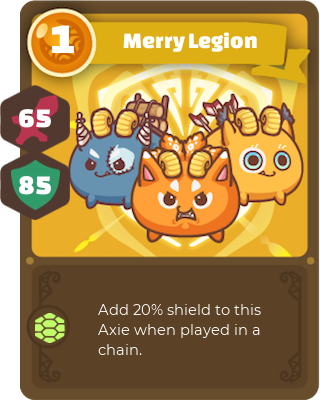 1
Merry Legion
65
85
Add 20% shield to this
Axie when played in a
chain.